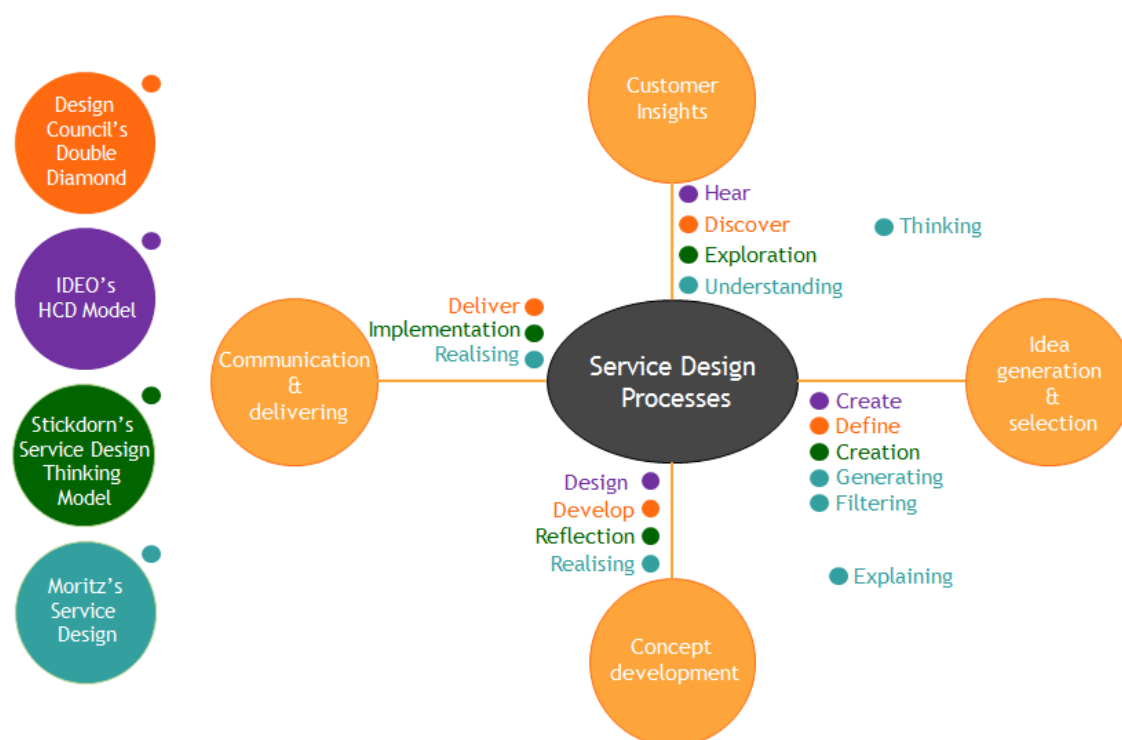 Design
Council's
Double
Diamond
IDEO's
HCD Model
Stickdorn's
Service Design
Thinking
Model
Moritz's
Service
Design
Customer
Insights
Hear
Discover
Exploration
Understanding
Thinking
Deliver
Implementation
Realising
Communication
&
delivering
Service Design
Processes
Idea
generation
&
selection
Create
Define
Creation
Generating
Filtering
Design
Develop
Reflection
Realising
Explaining
Concept
development